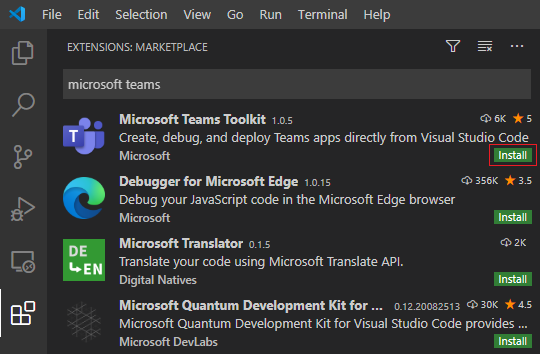 File Edit Selection View Go Run Terminal Help
EXTENSIONS: MARKETPLACE
microsoft teams
Microsoft Teams Toolkit 1.0.5 6K 5
Create, debug, and deploy Teams apps directly from Visual Studio Code
Microsoft Install
Debugger for Microsoft Edge 1.0.15 356K 3.5
Debug your JavaScript code in the Microsoft Edge browser
Microsoft Install
DE EN
Microsoft Translator 0.1.5 2K
Translate your code using Microsoft Translate API.
Digital Natives Install
Microsoft Quantum Development Kit for ... 0.12.20082513 30K 4.5
Microsoft Quantum Development Kit for Visual Studio Code provides ...
Microsoft DevLabs Install